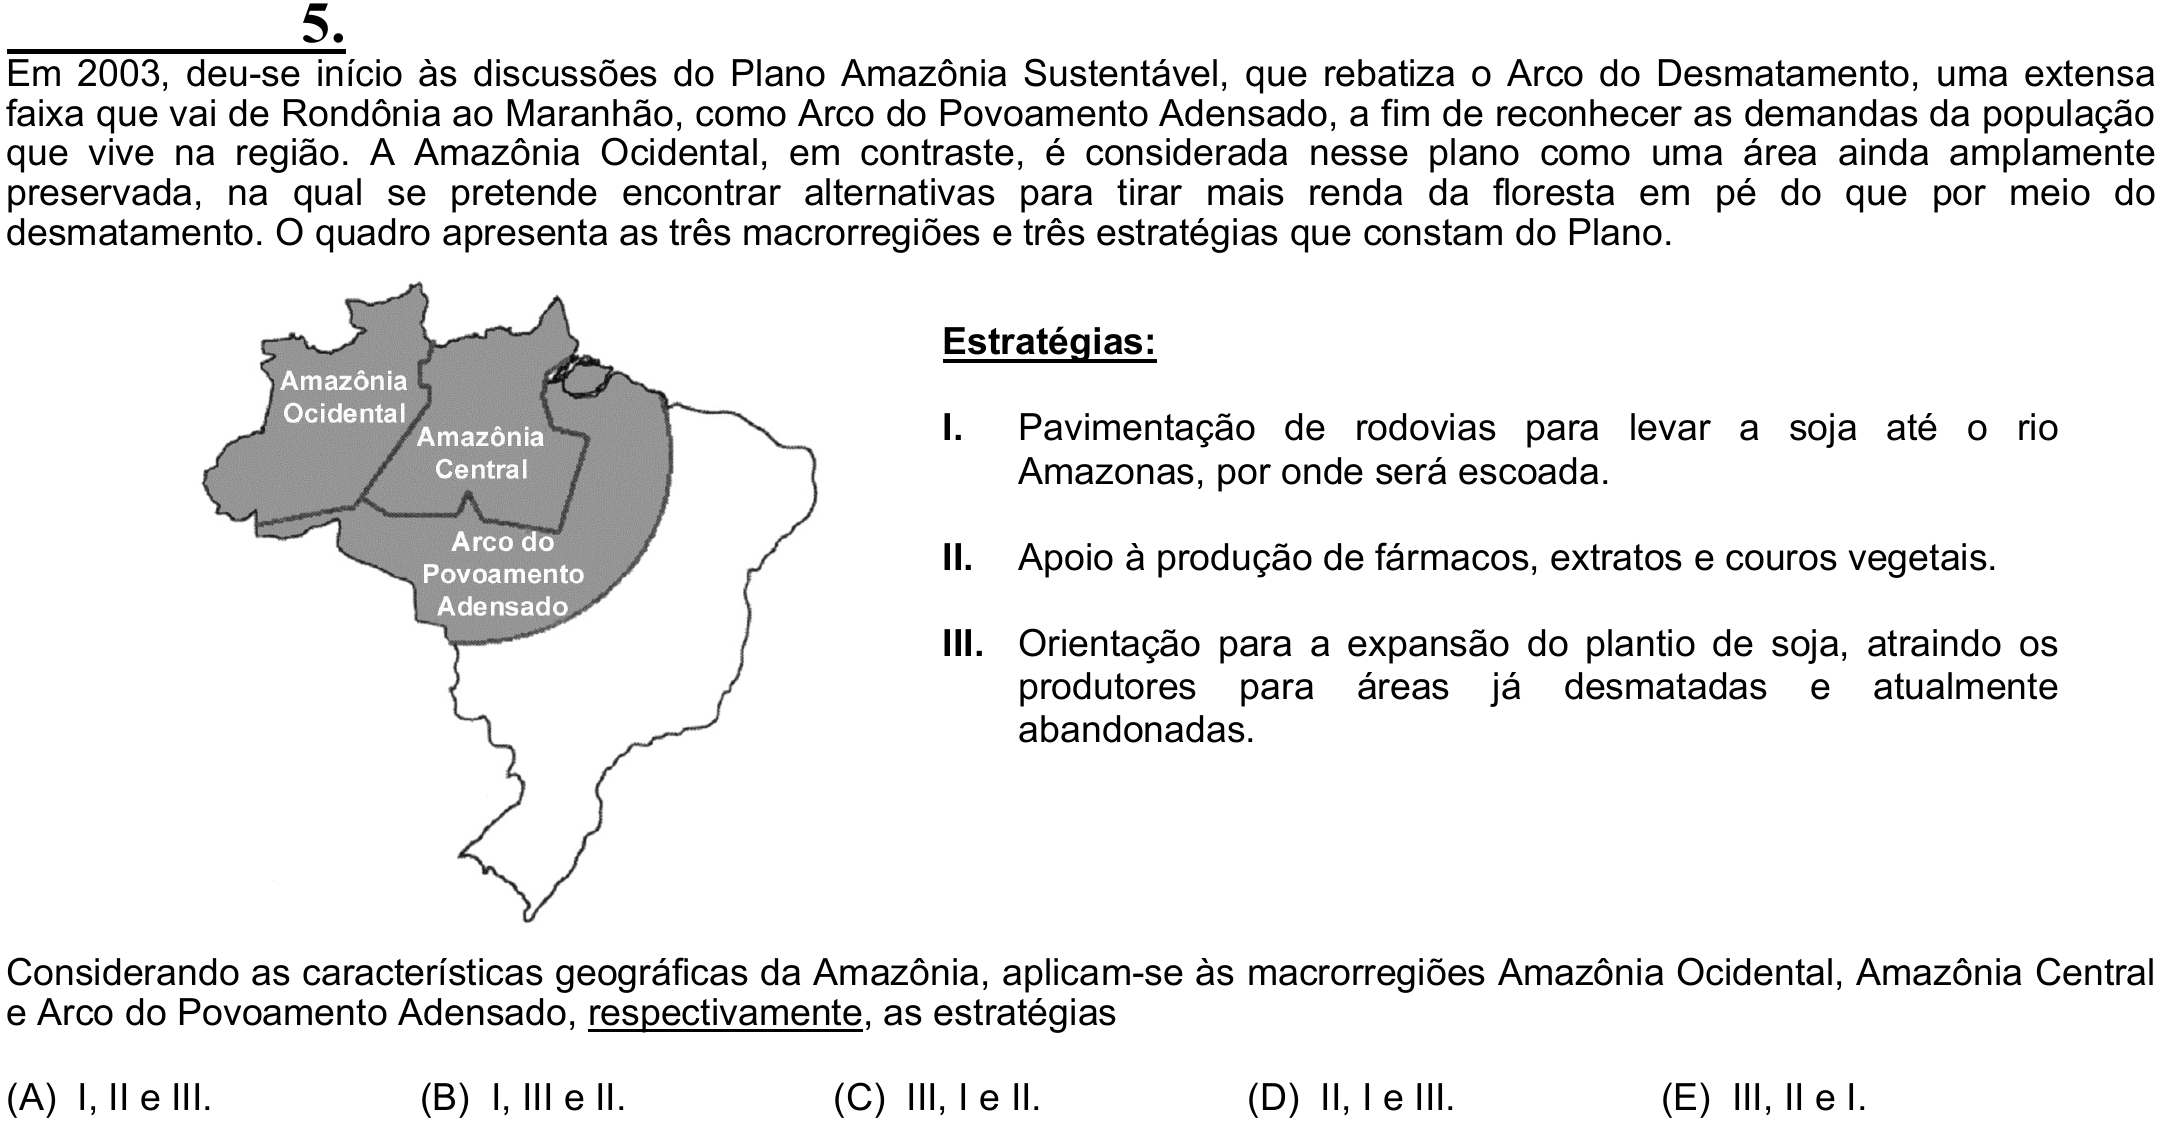 5.
Em 2003, deu-se início às discussões do Plano Amazônia Sustentável, que rebatiza o Arco do Desmatamento, uma extensa
faixa que vai de Rondônia ao Maranhão, como Arco do Povoamento Adensado, a fim de reconhecer as demandas da população
que vive na região. A Amazônia Ocidental, em contraste, é considerada nesse plano como uma área ainda amplamente
preservada, na qual se pretende encontrar alternativas para tirar mais renda da floresta em pé do que por meio do
desmatamento. O quadro apresenta as três macrorregiões e três estratégias que constam do Plano.
Amazônia
Ocidental
Amazônia
Central
Arco do
Povoamento
Adensado
Estratégias:
I. Pavimentação de rodovias para levar a soja até o rio
Amazonas, por onde será escoada.
II. Apoio à produção de fármacos, extratos e couros vegetais.
III. Orientação para a expansão do plantio de soja, atraindo os
produtores para áreas já desmatadas e atualmente
abandonadas.
Considerando as características geográficas da Amazônia, aplicam-se às macrorregiões Amazônia Ocidental, Amazônia Central
e Arco do Povoamento Adensado, respectivamente, as estratégias
(A) I, II e III. (B) I, III e II. (C) III, I e II. (D) II, I e III. (E) III, II e I.